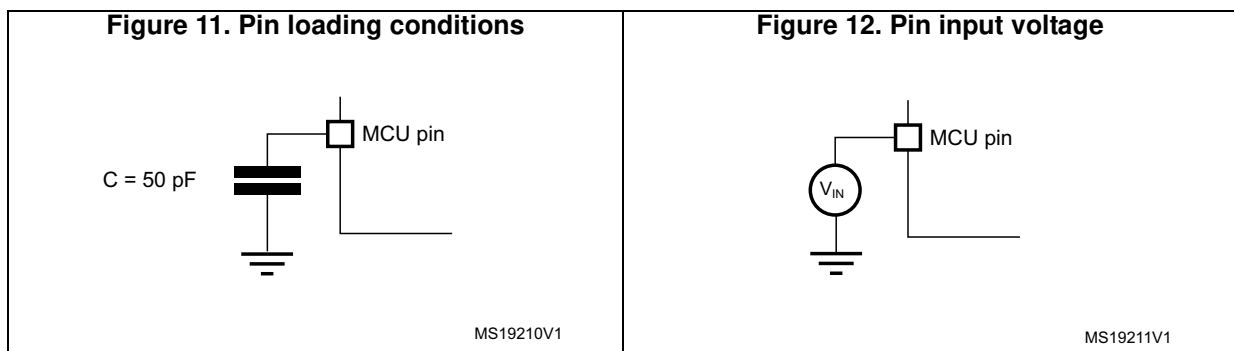 Figure 11. Pin loading conditions
MCU pin
C = 50 pF
MS19210V1
Figure 12. Pin input voltage
MCU pin
VIN
MS19211V1